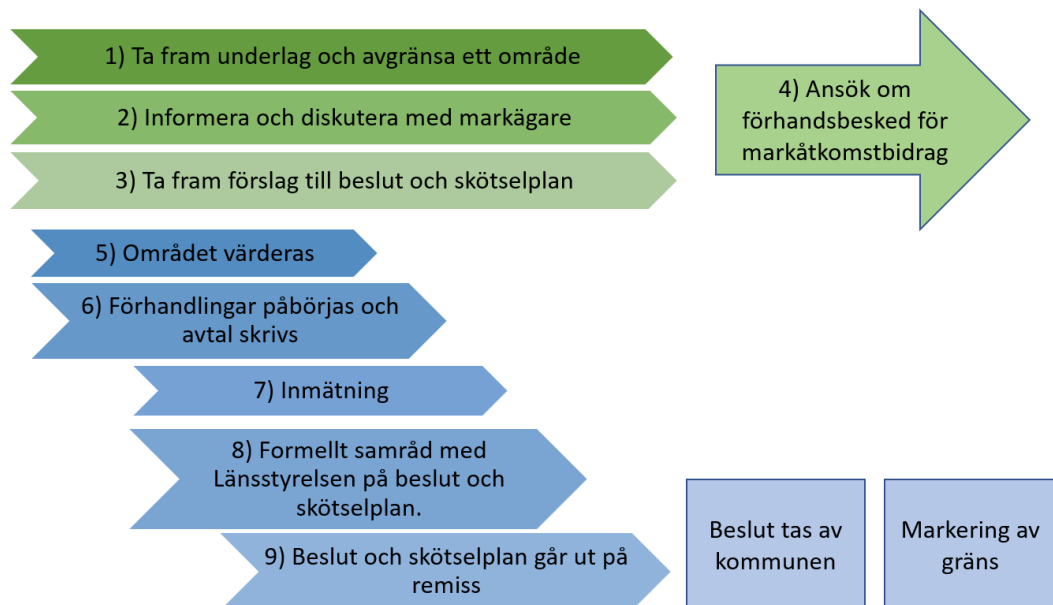 1) Ta fram underlag och avgränsa ett område
2) Informera och diskutera med markägare
3) Ta fram förslag till beslut och skötselplan
4) Ansök om
förhandsbesked för
markåtkomstbidrag
5) Området värderas
6) Förhandlingar påbörjas och
avtal skrivs
7) Inmätning
8) Formellt samråd med
Länsstyrelsen på beslut och
skötselplan.
9) Beslut och skötselplan går ut på
remiss
Beslut tas av
kommunen
Markering av
gräns